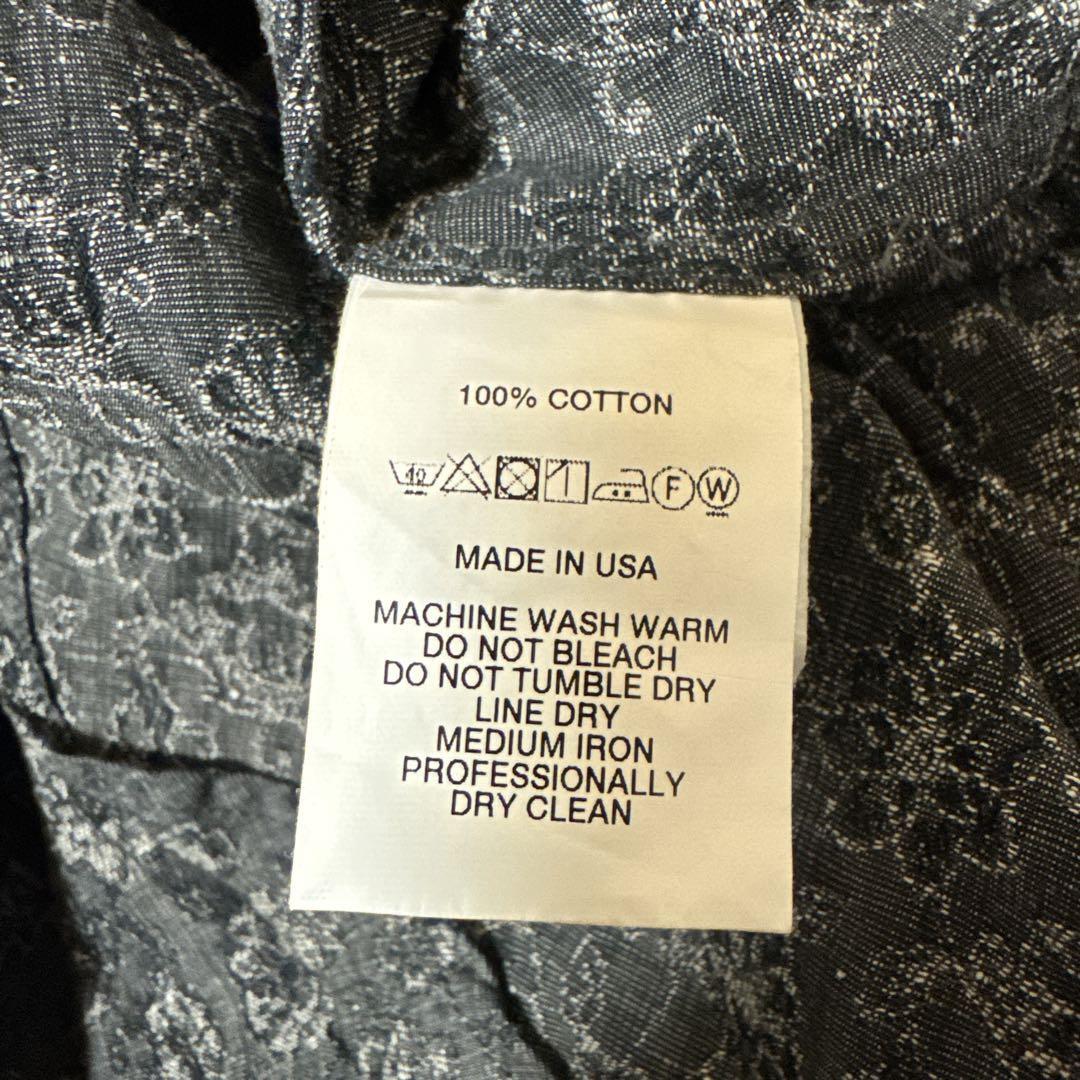 100% COTTON
40 F W
MADE IN USA
MACHINE WASH WARM
DO NOT BLEACH
DO NOT TUMBLE DRY
LINE DRY
MEDIUM IRON
PROFESSIONALLY
DRY CLEAN